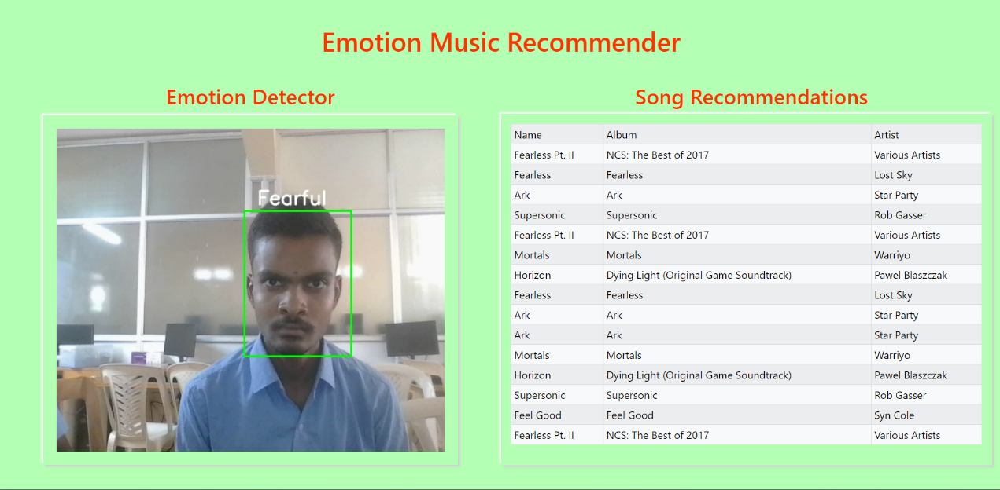 Emotion Music Recommender
Emotion Detector
Fearful
Song Recommendations
Name Album Artist
Fearless Pt. II NCS: The Best of 2017 Various Artists
Fearless Fearless Lost Sky
Ark Ark Star Party
Supersonic Supersonic Rob Gasser
Fearless Pt. II NCS: The Best of 2017 Various Artists
Mortals Mortals Warriyo
Horizon Dying Light (Original Game Soundtrack) Pawel Blaszczak
Fearless Fearless Lost Sky
Ark Ark Star Party
Ark Ark Star Party
Mortals Mortals Warriyo
Horizon Dying Light (Original Game Soundtrack) Pawel Blaszczak
Supersonic Supersonic Rob Gasser
Feel Good Feel Good Syn Cole
Fearless Pt. II NCS: The Best of 2017 Various Artists